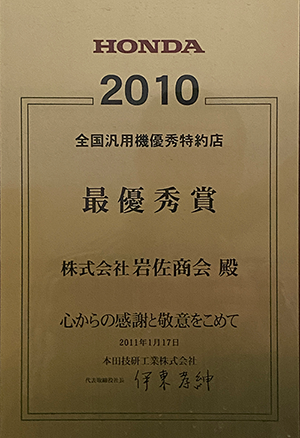 HONDA
2010
全国汎用機優秀特約店
最優秀賞
株式会社 岩佐商会 殿
心からの感謝と敬意をこめて
2011年1月17日
本田技研工業株式会社
代表取締役社長 伊東孝紳